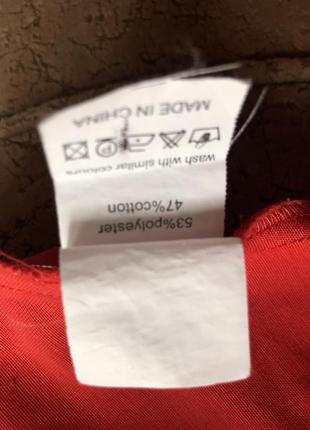 53%polyester
47%cotton
wash with similar colours
MADE IN CHINA